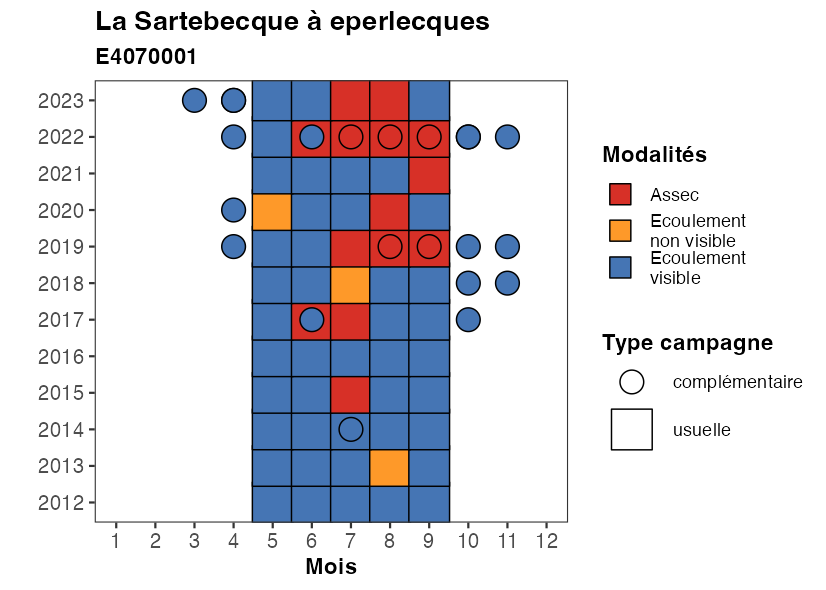 La Sartebecque à eperlecques
E4070001
2023
2022
2021
2020
2019
2018
2017
2016
2015
2014
2013
2012
1 2 3 4 5 6 7 8 9 10 11 12
Mois
Modalités
Assec
Ecoulement
non visible
Ecoulement
visible
Type campagne
complémentaire
usuelle